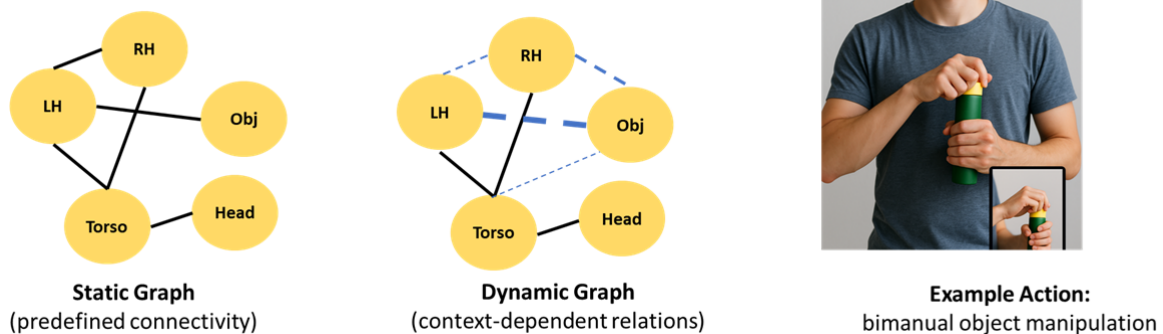 RH
LH
Obj
Torso
Head
Static Graph
(predefined connectivity)
RH
LH
Obj
Torso
Head
Dynamic Graph
(context-dependent relations)
Example Action:
bimanual object manipulation